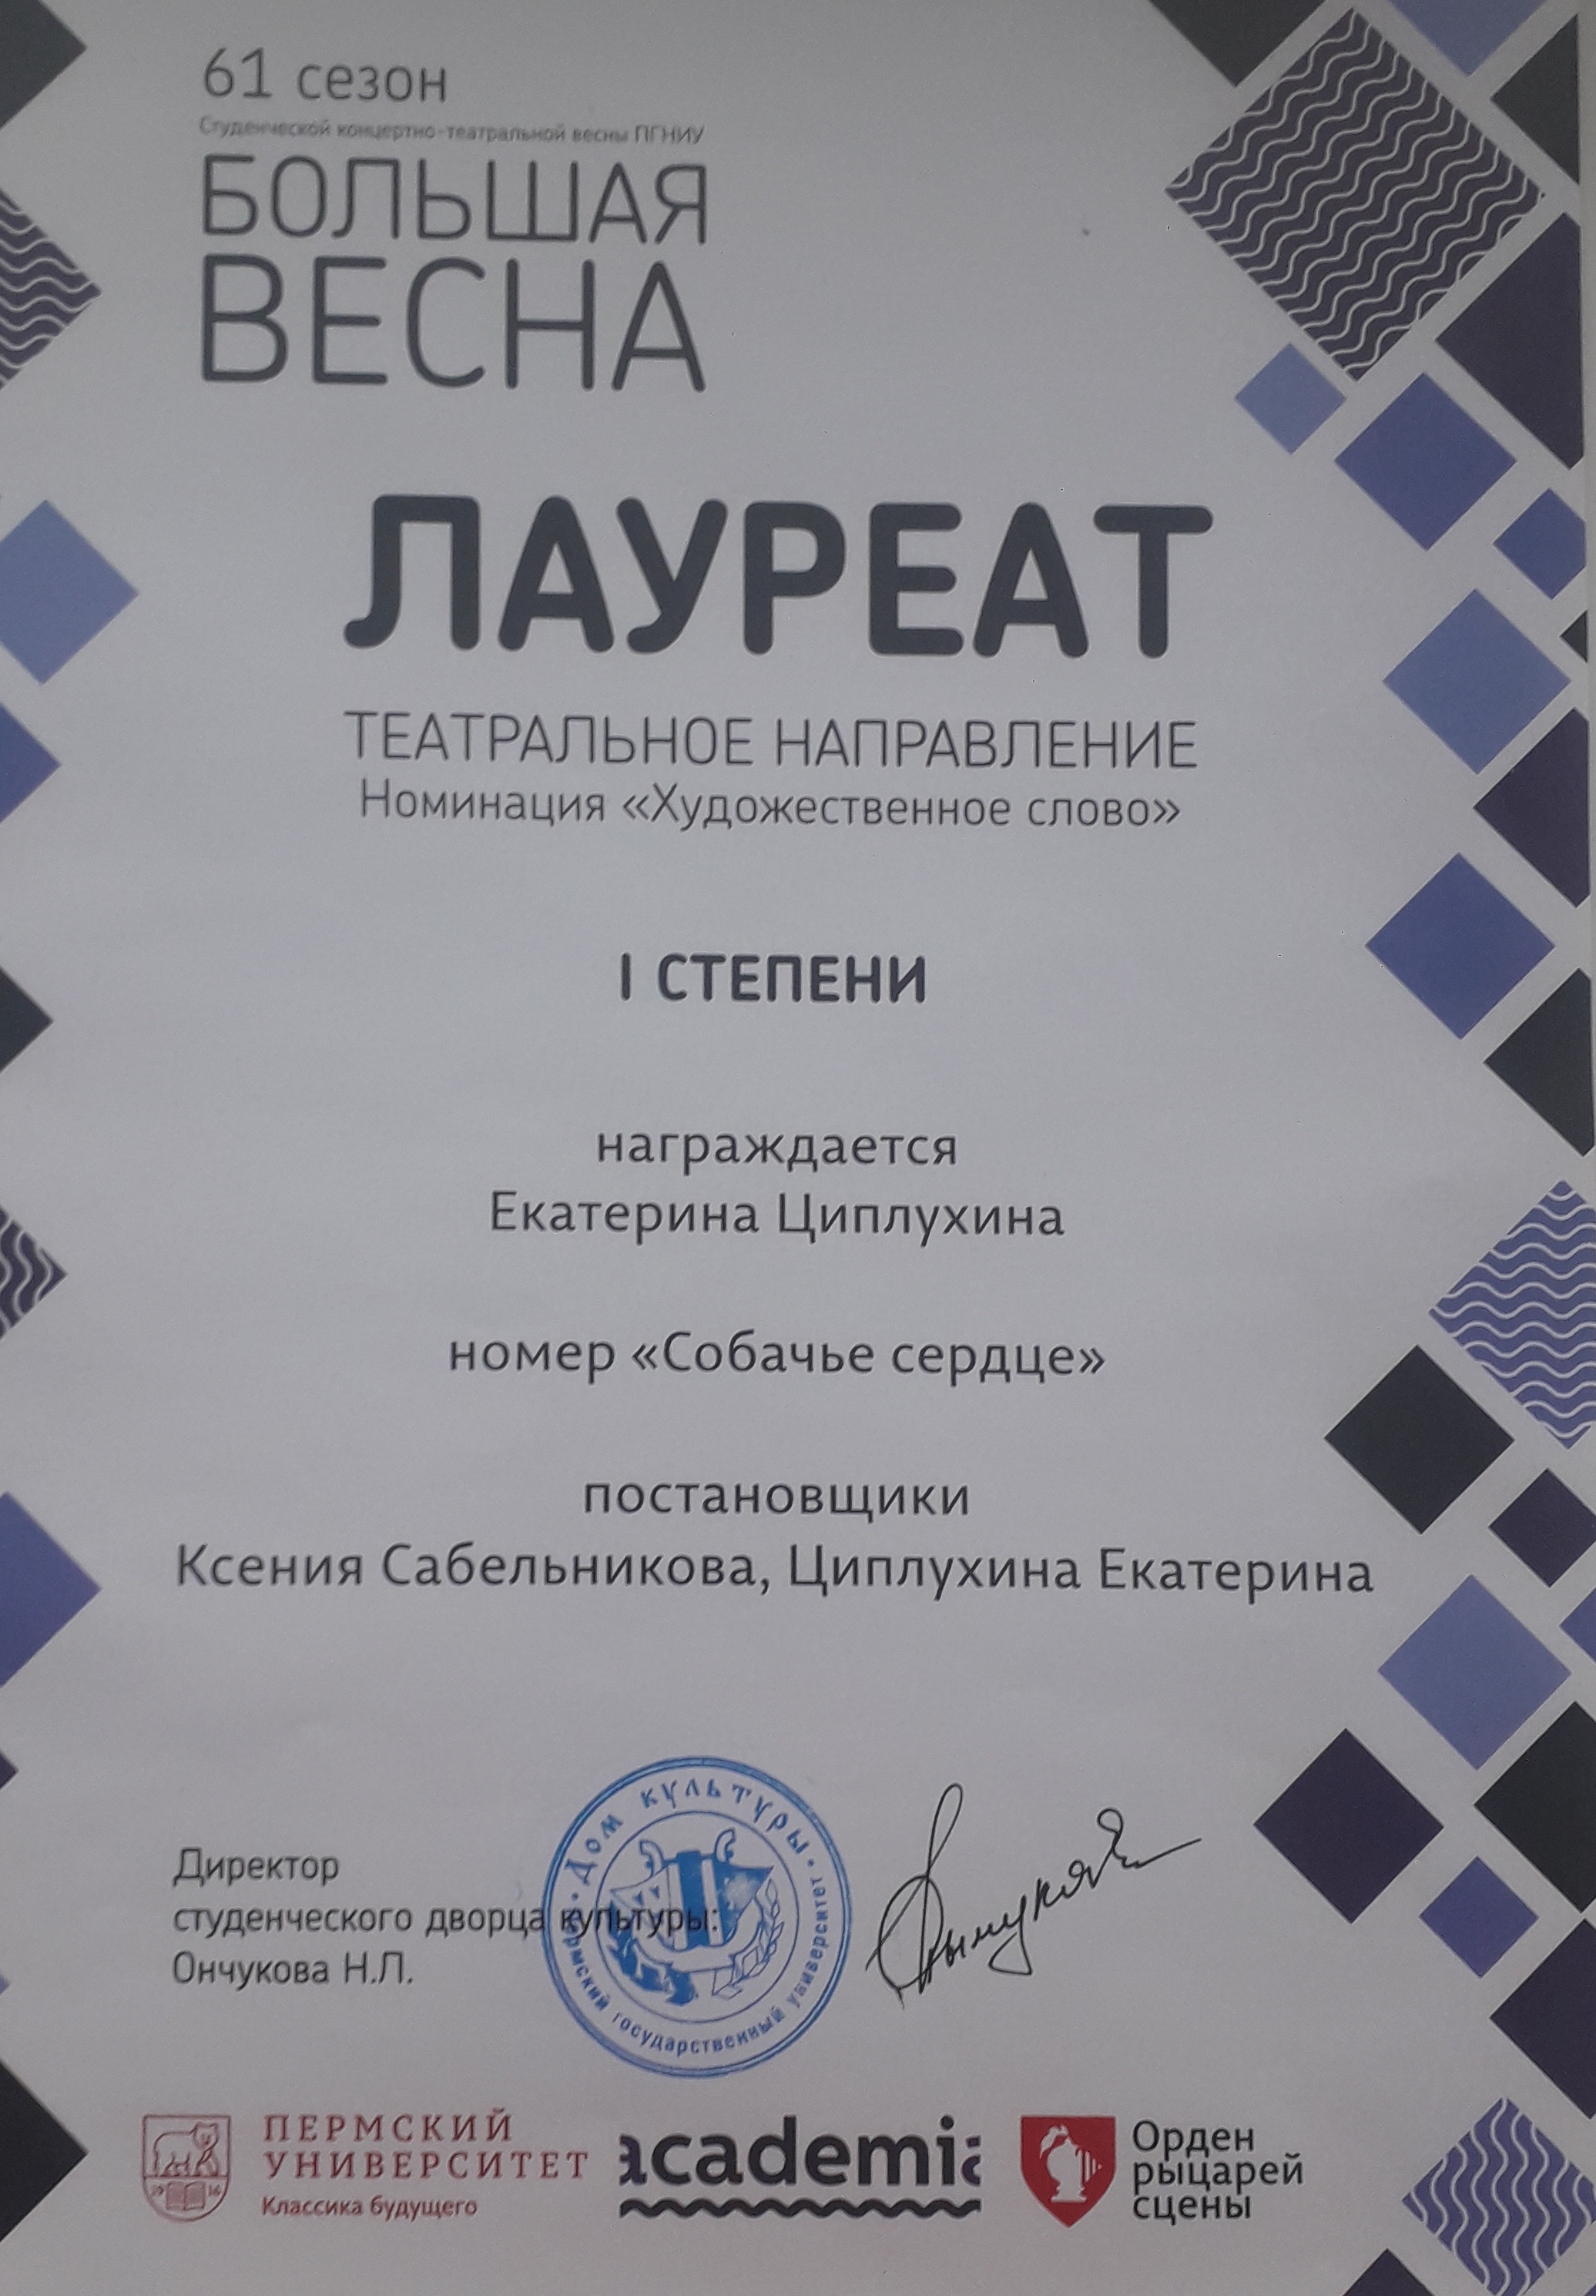 61 сезон
Студенческой концертно-театральной весны ПГНИУ
БОЛЬШАЯ
ВЕСНА
ЛАУРЕАТ
ТЕАТРАЛЬНОЕ НАПРАВЛЕНИЕ
Номинация «Художественное слово»
I СТЕПЕНИ
награждается
Екатерина Циплухина
номер «Собачье сердце»
постановщики
Ксения Сабельникова, Циплухина Екатерина
Директор
студенческого дворца культуры:
Ончукова Н.Л.
Дом культуры
Пермский государственный университет
ПЕРМСКИЙ
УНИВЕРСИТЕТ
Классика будущего
1916
academia
Орден
рыцарей
сцены